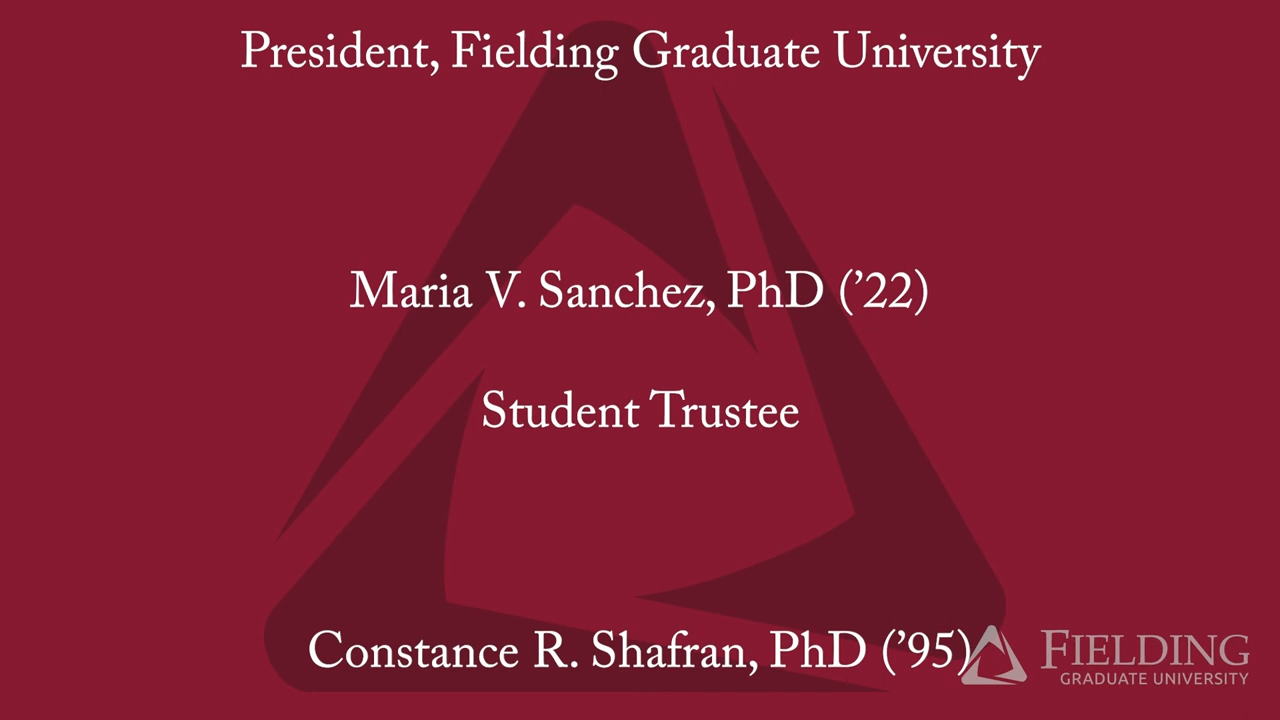 President, Fielding Graduate University
Maria V. Sanchez, PhD (’22)
Student Trustee
Constance R. Shafran, PhD (’95)
FIELDING
GRADUATE UNIVERSITY